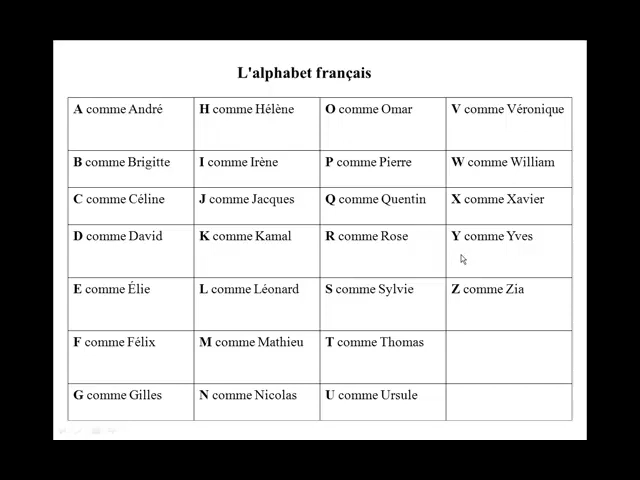 L'alphabet français
A comme André
H comme Hélène
O comme Omar
V comme Véronique
B comme Brigitte
I comme Irène
P comme Pierre
W comme William
C comme Céline
J comme Jacques
Q comme Quentin
X comme Xavier
D comme David
K comme Kamal
R comme Rose
Y comme Yves
E comme Élie
L comme Léonard
S comme Sylvie
Z comme Zia
F comme Félix
M comme Mathieu
T comme Thomas
G comme Gilles
N comme Nicolas
U comme Ursule